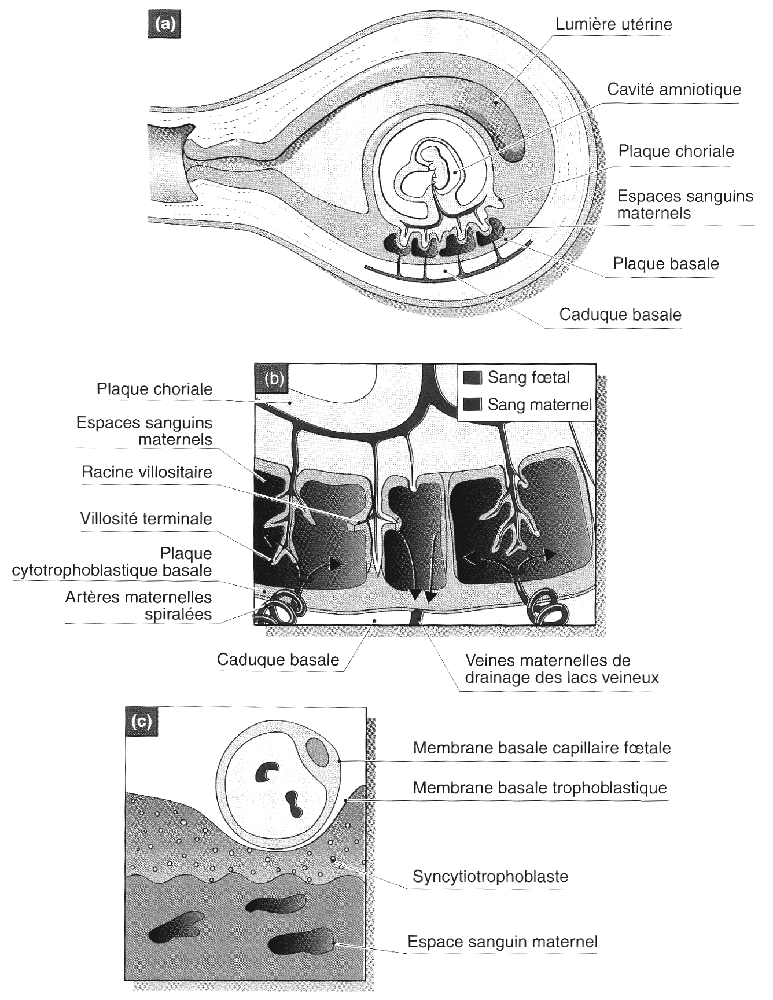 (a)
Lumière utérine
Cavité amniotique
Plaque choriale
Espaces sanguins
maternels
Plaque basale
Caduque basale
(b)
Sang fœtal
Sang maternel
Plaque choriale
Espaces sanguins
maternels
Racine villositaire
Villosité terminale
Plaque
cytotrophoblastique basale
Artères maternelles
spiralées
Caduque basale
Veines maternelles de
drainage des lacs veineux
(c)
Membrane basale capillaire fœtale
Membrane basale trophoblastique
Syncytiotrophoblaste
Espace sanguin maternel